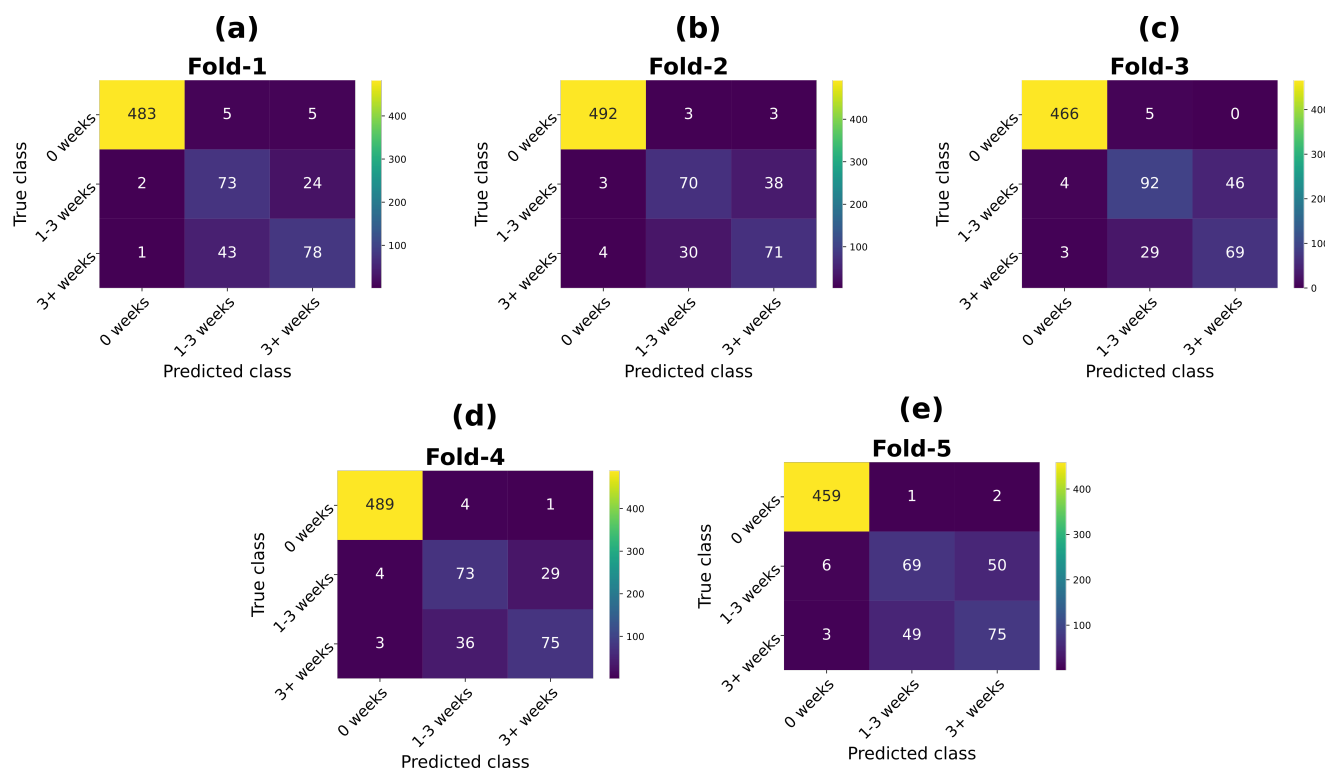 (a)
Fold-1
True class
0 weeks
483 5 5
400
300
1-3 weeks
2 73 24
200
3+ weeks
1 43 78
100
0 weeks 1-3 weeks 3+ weeks
Predicted class
(b)
Fold-2
True class
0 weeks
492 3 3
400
300
1-3 weeks
3 70 38
200
3+ weeks
4 30 71
100
0 weeks 1-3 weeks 3+ weeks
Predicted class
(c)
Fold-3
True class
0 weeks
466 5 0
400
300
1-3 weeks
4 92 46
200
3+ weeks
3 29 69
100
0
0 weeks 1-3 weeks 3+ weeks
Predicted class
(d)
Fold-4
True class
0 weeks
489 4 1
400
300
1-3 weeks
4 73 29
200
3+ weeks
3 36 75
100
0 weeks 1-3 weeks 3+ weeks
Predicted class
(e)
Fold-5
True class
0 weeks
459 1 2
400
300
1-3 weeks
6 69 50
200
3+ weeks
3 49 75
100
0 weeks 1-3 weeks 3+ weeks
Predicted class